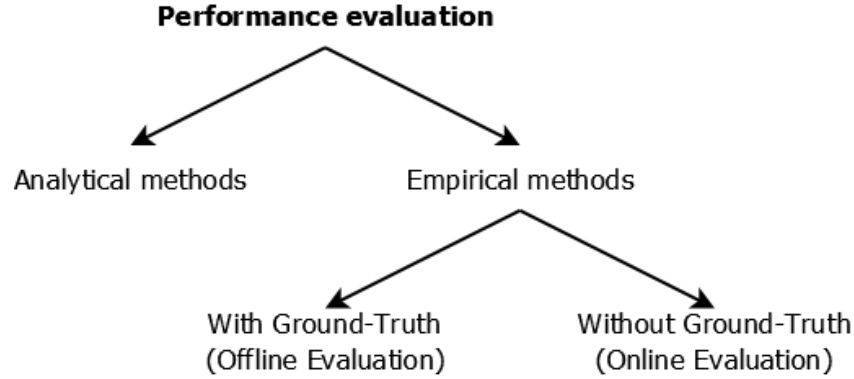 Performance evaluation
Analytical methods
Empirical methods
With Ground-Truth
(Offline Evaluation)
Without Ground-Truth
(Online Evaluation)